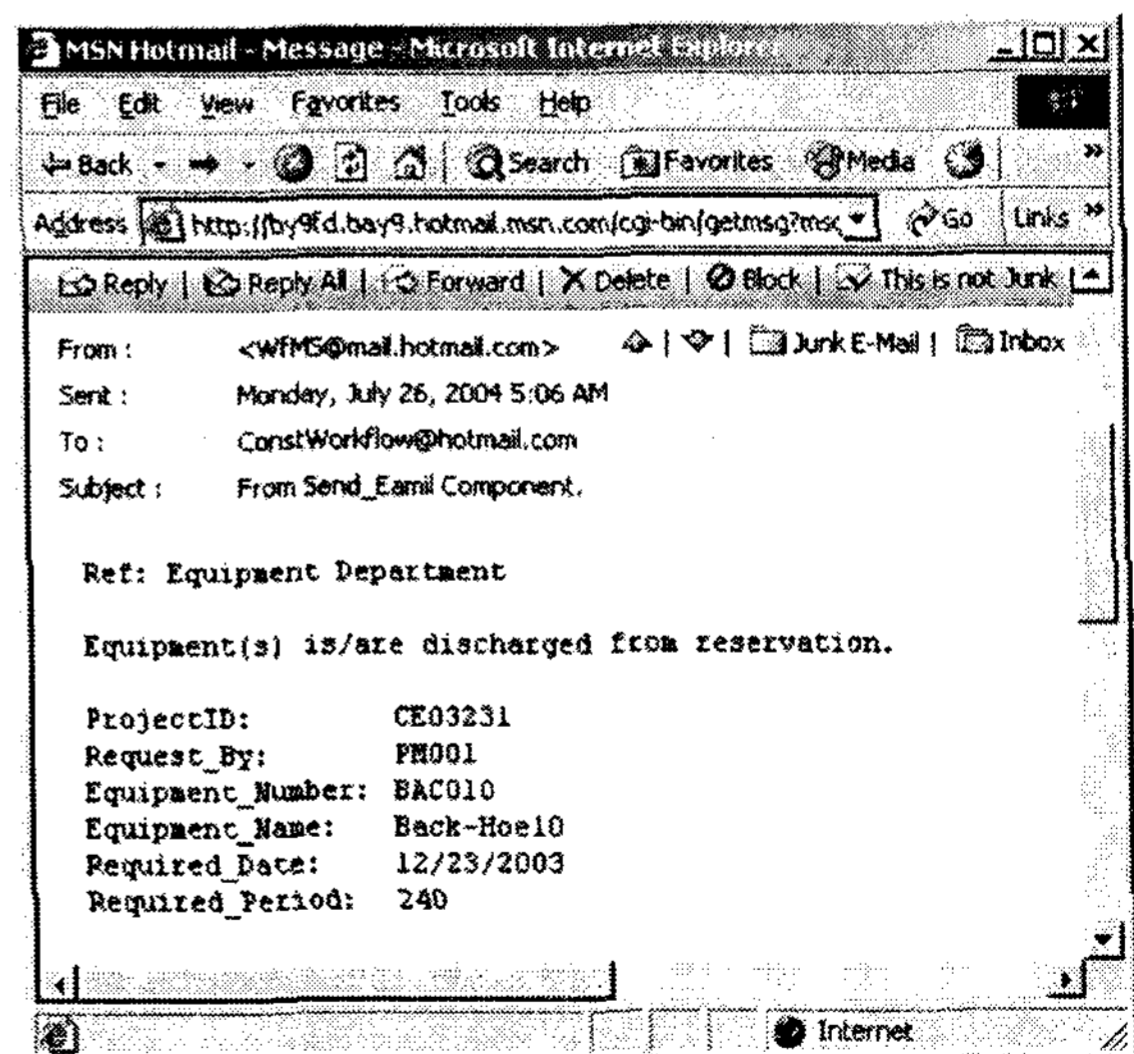 MSN Hotmail - Message - Microsoft Internet Explorer
File Edit View Favorites Tools Help
Back Search Favorites Media »
Address http://by9fd.bay9.hotmail.msn.com/cgi-bin/getmsg?msg Go Links »
Reply | Reply All | Forward | X Delete | Block | This is not Junk
From : <WfMS@mail.hotmail.com> | | Junk E-Mail | Inbox
Sent : Monday, July 26, 2004 5:06 AM
To : ConstWorkflow@hotmail.com
Subject : From Send_Eamil Component.
Ref: Equipment Department
Equipment(s) is/are discharged from reservation.
ProjectID: CE03231
Request_By: PM001
Equipment_Number: BAC010
Equipment_Name: Back-Hoe10
Required_Date: 12/23/2003
Required_Period: 240
Internet